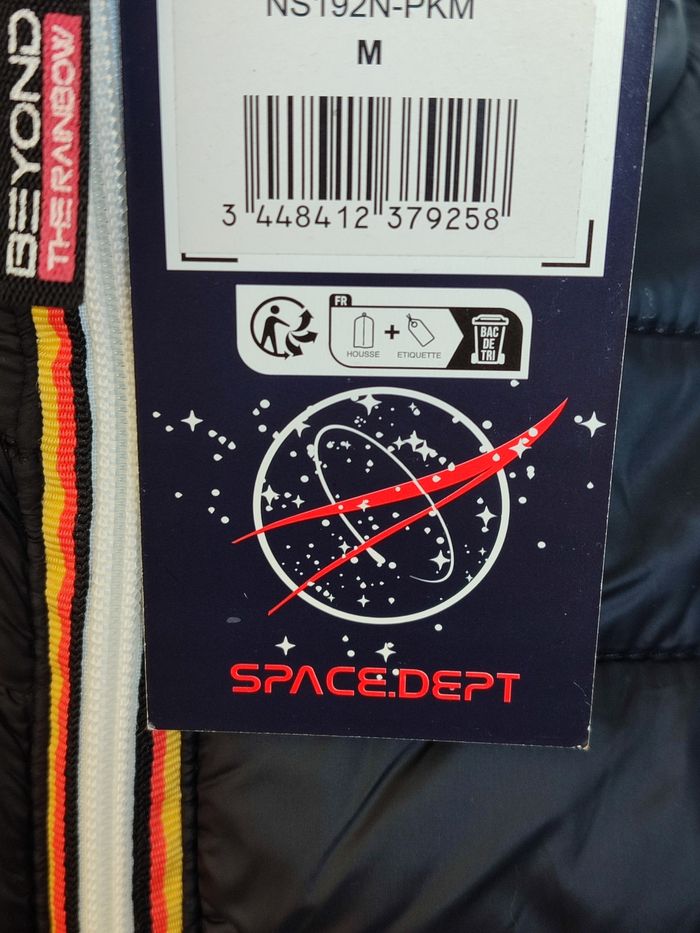 BEYOND
THE RAINBOW
NS192N-PKM
M
3 448412 379258
FR
HOUSSE
+
ETIQUETTE
BAC
DE
TRI
SPACE.DEPT